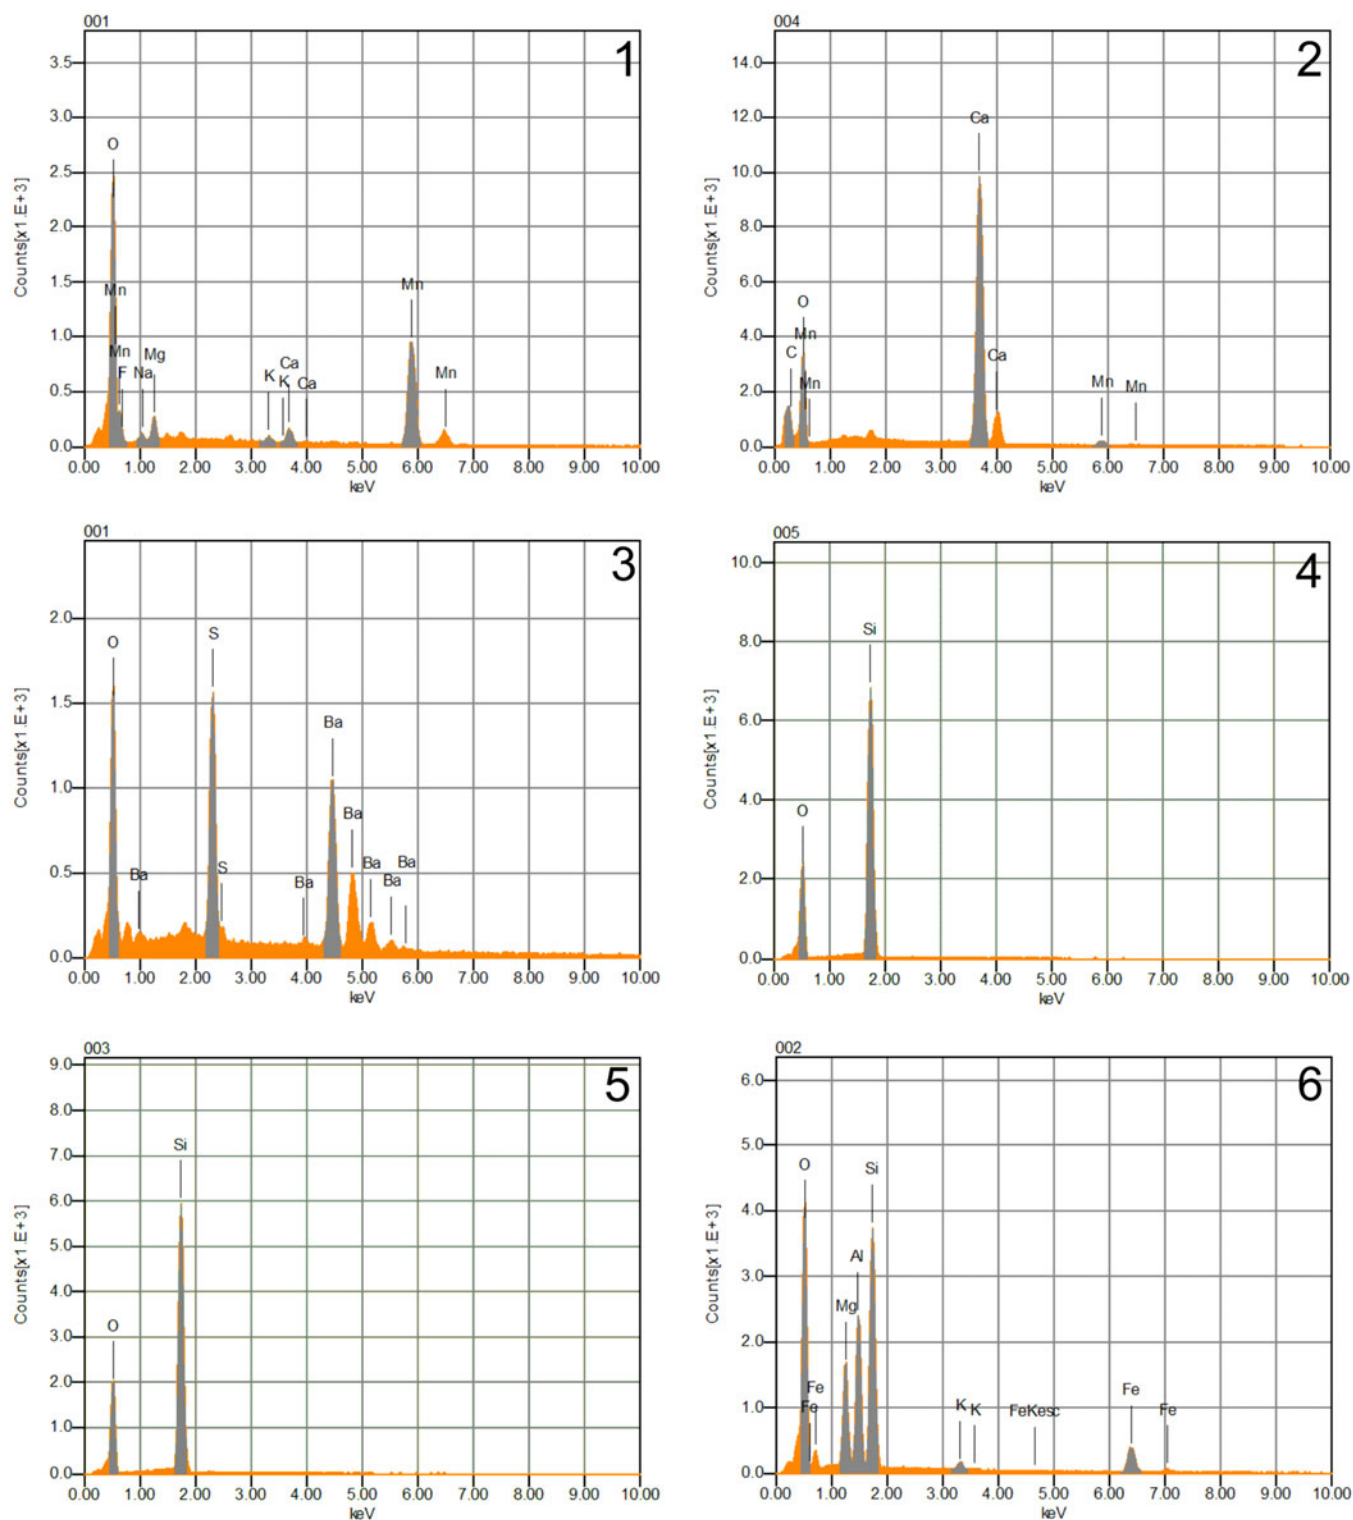 001
1
3.5
3.0
2.5
2.0
1.5
1.0
0.5
0.0
Counts[x1.E+3]
O
Mn
Mn
F
Na
Mg
K
K
Ca
Ca
Mn
Mn
0.00 1.00 2.00 3.00 4.00 5.00 6.00 7.00 8.00 9.00 10.00
keV
004
2
14.0
12.0
10.0
8.0
6.0
4.0
2.0
0.0
Counts[x1.E+3]
C
O
Mn
Mn
Ca
Ca
Mn
Mn
0.00 1.00 2.00 3.00 4.00 5.00 6.00 7.00 8.00 9.00 10.00
keV
001
3
2.0
1.5
1.0
0.5
0.0
Counts[x1.E+3]
O
Ba
S
S
Ba
Ba
Ba
Ba
Ba
Ba
0.00 1.00 2.00 3.00 4.00 5.00 6.00 7.00 8.00 9.00 10.00
keV
005
4
10.0
8.0
6.0
4.0
2.0
0.0
Counts[x1.E+3]
O
Si
0.00 1.00 2.00 3.00 4.00 5.00 6.00 7.00 8.00 9.00 10.00
keV
003
5
9.0
8.0
7.0
6.0
5.0
4.0
3.0
2.0
1.0
0.0
Counts[x1.E+3]
O
Si
0.00 1.00 2.00 3.00 4.00 5.00 6.00 7.00 8.00 9.00 10.00
keV
002
6
6.0
5.0
4.0
3.0
2.0
1.0
0.0
Counts[x1.E+3]
O
Fe
Fe
Mg
Al
Si
K
K
FeKesc
Fe
Fe
0.00 1.00 2.00 3.00 4.00 5.00 6.00 7.00 8.00 9.00 10.00
keV